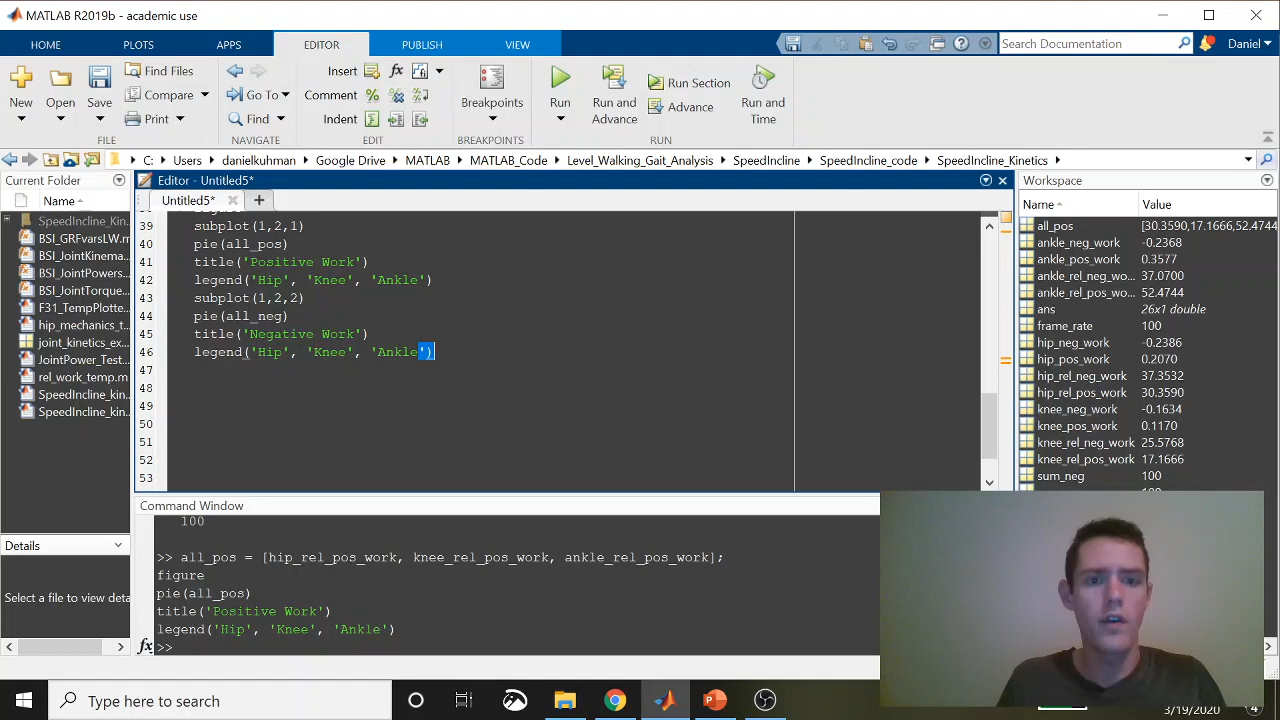 MATLAB R2019b - academic use
HOME PLOTS APPS EDITOR PUBLISH VIEW Search Documentation Daniel
New Open Save Find Files Compare Print Go To Find Insert Comment Indent Breakpoints Run Run and Advance Run Section Advance Run and Time
FILE NAVIGATE EDIT BREAKPOINTS RUN
C: Users danielkuhman Google Drive MATLAB MATLAB_Code Level_Walking_Gait_Analysis SpeedIncline SpeedIncline_code SpeedIncline_Kinetics
Current Folder
Name
SpeedIncline_Kin...
BSI_GRFvarsLW.m
BSI_JointKinema...
BSI_JointPowers...
BSI_JointTorque...
F31_TempPlotte...
hip_mechanics_t...
joint_kinetics_ex...
JointPower_Test...
rel_work_temp.m
SpeedIncline_kin...
SpeedIncline_kin...
Details
Select a file to view deta
Editor - Untitled5*
Untitled5*
39 subplot(1,2,1)
40 pie(all_pos)
41 title('Positive Work')
42 legend('Hip', 'Knee', 'Ankle')
43 subplot(1,2,2)
44 pie(all_neg)
45 title('Negative Work')
46 legend('Hip', 'Knee', 'Ankle')
47
48
49
50
51
52
53
Command Window
100
>> all_pos = [hip_rel_pos_work, knee_rel_pos_work, ankle_rel_pos_work];
figure
pie(all_pos)
title('Positive Work')
legend('Hip', 'Knee', 'Ankle')
fx >>
Workspace
Name Value
all_pos [30.3590,17.1666,52.4744
ankle_neg_work -0.2368
ankle_pos_work 0.3577
ankle_rel_neg_wo... 37.0700
ankle_rel_pos_wo... 52.4744
ans 26x1 double
frame_rate 100
hip_neg_work -0.2386
hip_pos_work 0.2070
hip_rel_neg_work 37.3532
hip_rel_pos_work 30.3590
knee_neg_work -0.1634
knee_pos_work 0.1170
knee_rel_neg_work 25.5768
knee_rel_pos_work 17.1666
sum_neg 100
Type here to search
3/19/2020